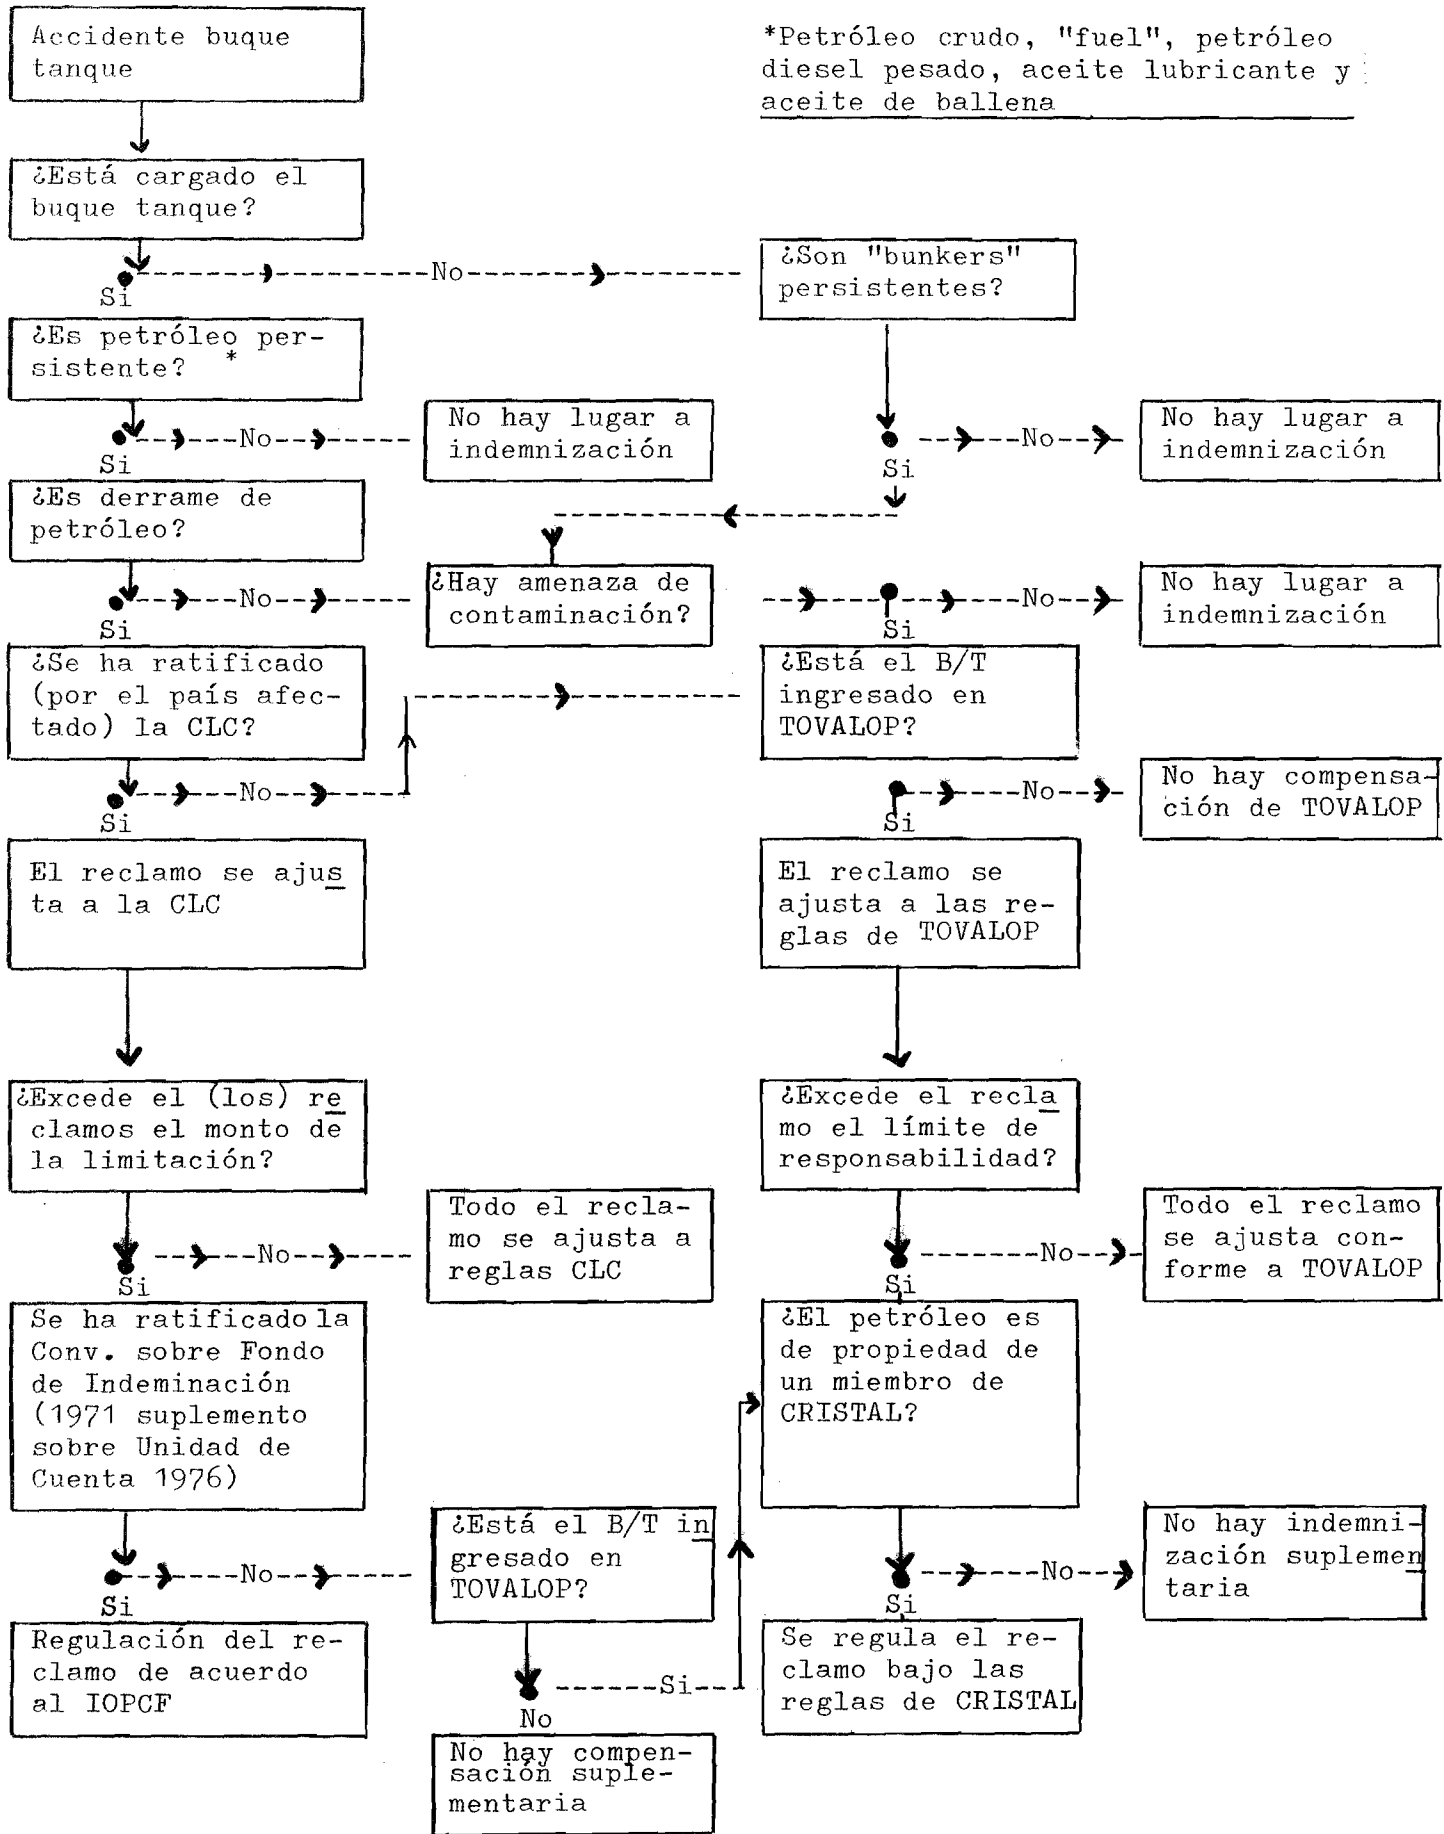 Accidente buque
tanque
*Petróleo crudo, "fuel", petróleo
diesel pesado, aceite lubricante y
aceite de ballena
¿Está cargado el
buque tanque?
No
Si
¿Son "bunkers"
persistentes?
¿Es petróleo per-
sistente? *
No
Si
No hay lugar a
indemnización
Si
No
No hay lugar a
indemnización
¿Es derrame de
petróleo?
No
Si
¿Hay amenaza de
contaminación?
No
Si
No hay lugar a
indemnización
¿Se ha ratificado
(por el país afec-
tado) la CLC?
¿Está el B/T
ingresado en
TOVALOP?
No
Si
No
Si
No hay compensa-
ción de TOVALOP
El reclamo se ajus
ta a la CLC
El reclamo se
ajusta a las re-
glas de TOVALOP
¿Excede el (los) re
clamos el monto de
la limitación?
¿Excede el recla
mo el límite de
responsabilidad?
No
Si
Todo el recla-
mo se ajusta a
reglas CLC
No
Si
Todo el reclamo
se ajusta con-
forme a TOVALOP
Se ha ratificado la
Conv. sobre Fondo
de Indeminación
(1971 suplemento
sobre Unidad de
Cuenta 1976)
¿El petróleo es
de propiedad de
un miembro de
CRISTAL?
No
Si
¿Está el B/T in
gresado en
TOVALOP?
No
Si
No hay indemni-
zación suplemen
taria
Regulación del re-
clamo de acuerdo
al IOPCF
Si
No
Se regula el re-
clamo bajo las
reglas de CRISTAL
No hay compen-
sación suple-
mentaria